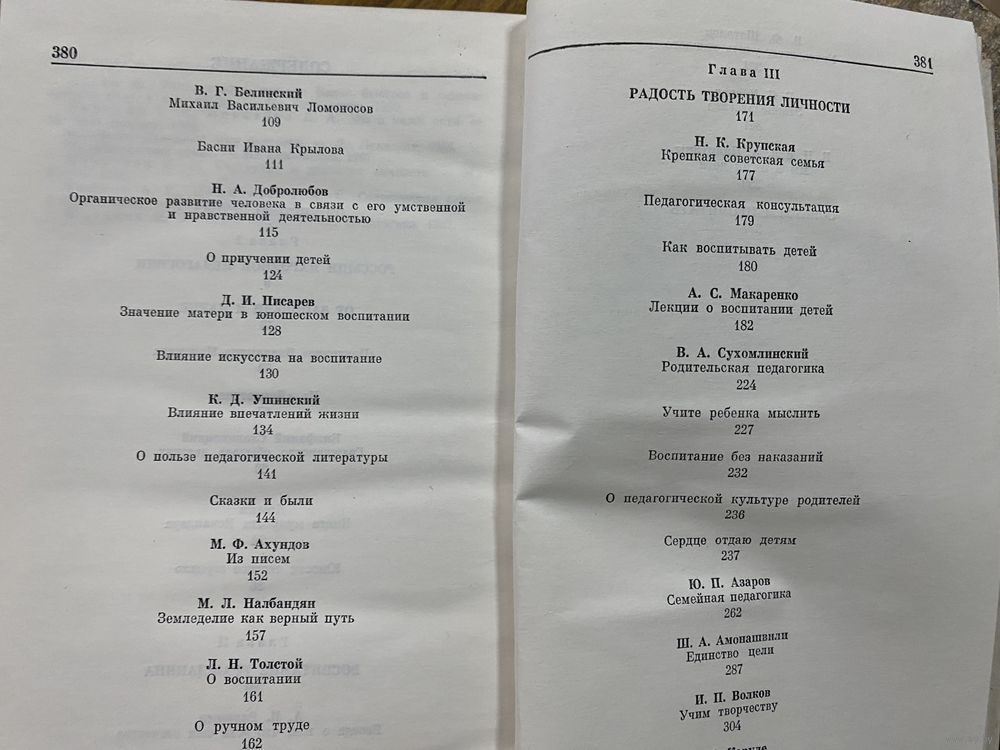 380
В. Г. Белинский
Михаил Васильевич Ломоносов
109
Басни Ивана Крылова
111
Н. А. Добролюбов
Органическое развитие человека в связи с его умственной
и нравственной деятельностью
115
О приучении детей
124
Д. И. Писарев
Значение матери в юношеском воспитании
128
Влияние искусства на воспитание
130
К. Д. Ушинский
Влияние впечатлений жизни
134
О пользе педагогической литературы
141
Сказки и были
144
М. Ф. Ахундов
Из писем
152
М. Л. Налбандян
Земледелие как верный путь
157
Л. Н. Толстой
О воспитании
161
О ручном труде
162
381
Глава III
РАДОСТЬ ТВОРЕНИЯ ЛИЧНОСТИ
171
Н. К. Крупская
Крепкая советская семья
177
Педагогическая консультация
179
Как воспитывать детей
180
А. С. Макаренко
Лекции о воспитании детей
182
В. А. Сухомлинский
Родительская педагогика
224
Учите ребенка мыслить
227
Воспитание без наказаний
232
О педагогической культуре родителей
236
Сердце отдаю детям
237
Ю. П. Азаров
Семейная педагогика
262
Ш. А. Амонашвили
Единство цели
287
И. П. Волков
Учим творчеству
304